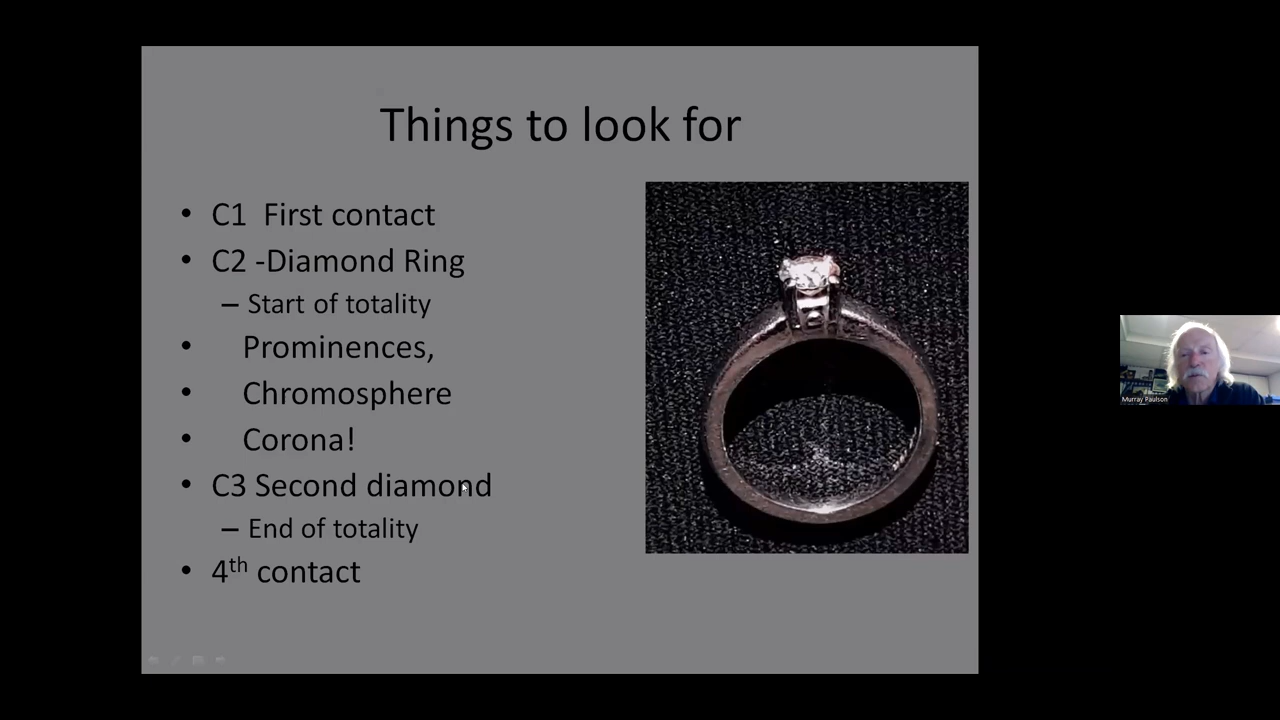 Things to look for
• C1  First contact
• C2 -Diamond Ring
– Start of totality
• Prominences,
• Chromosphere
• Corona!
• C3 Second diamond
– End of totality
• 4th contact
Murray Paulson